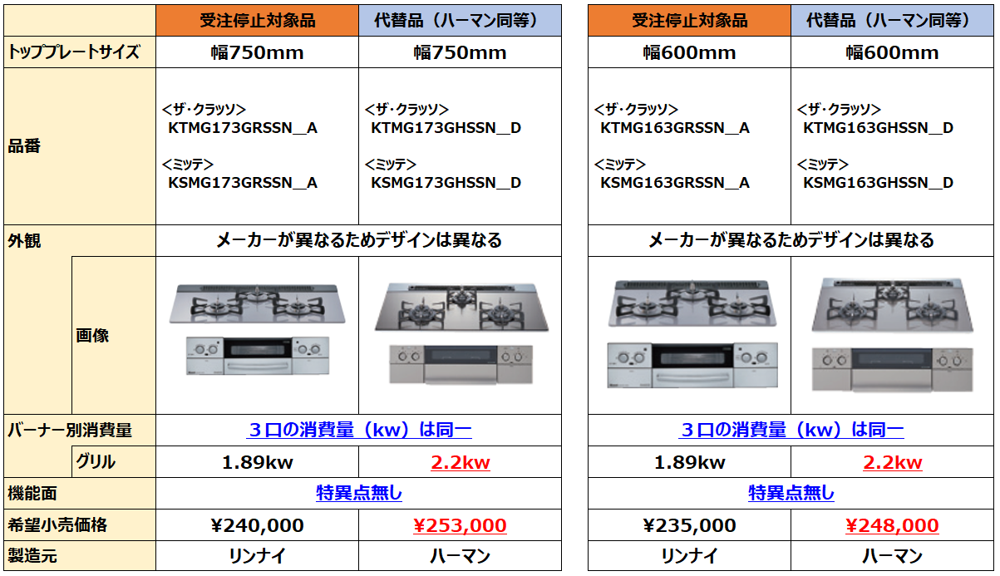 受注停止対象品 代替品（ハーマン同等）
トッププレートサイズ 幅750mm 幅750mm
品番
＜ザ・クラッソ＞ ＜ザ・クラッソ＞
KTMG173GRSSN__A KTMG173GHSSN__D
＜ミッテ＞ ＜ミッテ＞
KSMG173GRSSN__A KSMG173GHSSN__D
外観 メーカーが異なるためデザインは異なる
画像
バーナー別消費量 ３口の消費量（kw）は同一
グリル 1.89kw 2.2kw
機能面 特異点無し
希望小売価格 ¥240,000 ¥253,000
製造元 リンナイ ハーマン
受注停止対象品 代替品（ハーマン同等）
幅600mm 幅600mm
＜ザ・クラッソ＞ ＜ザ・クラッソ＞
KTMG163GRSSN__A KTMG163GHSSN__D
＜ミッテ＞ ＜ミッテ＞
KSMG163GRSSN__A KSMG163GHSSN__D
メーカーが異なるためデザインは異なる
３口の消費量（kw）は同一
1.89kw 2.2kw
特異点無し
¥235,000 ¥248,000
リンナイ ハーマン